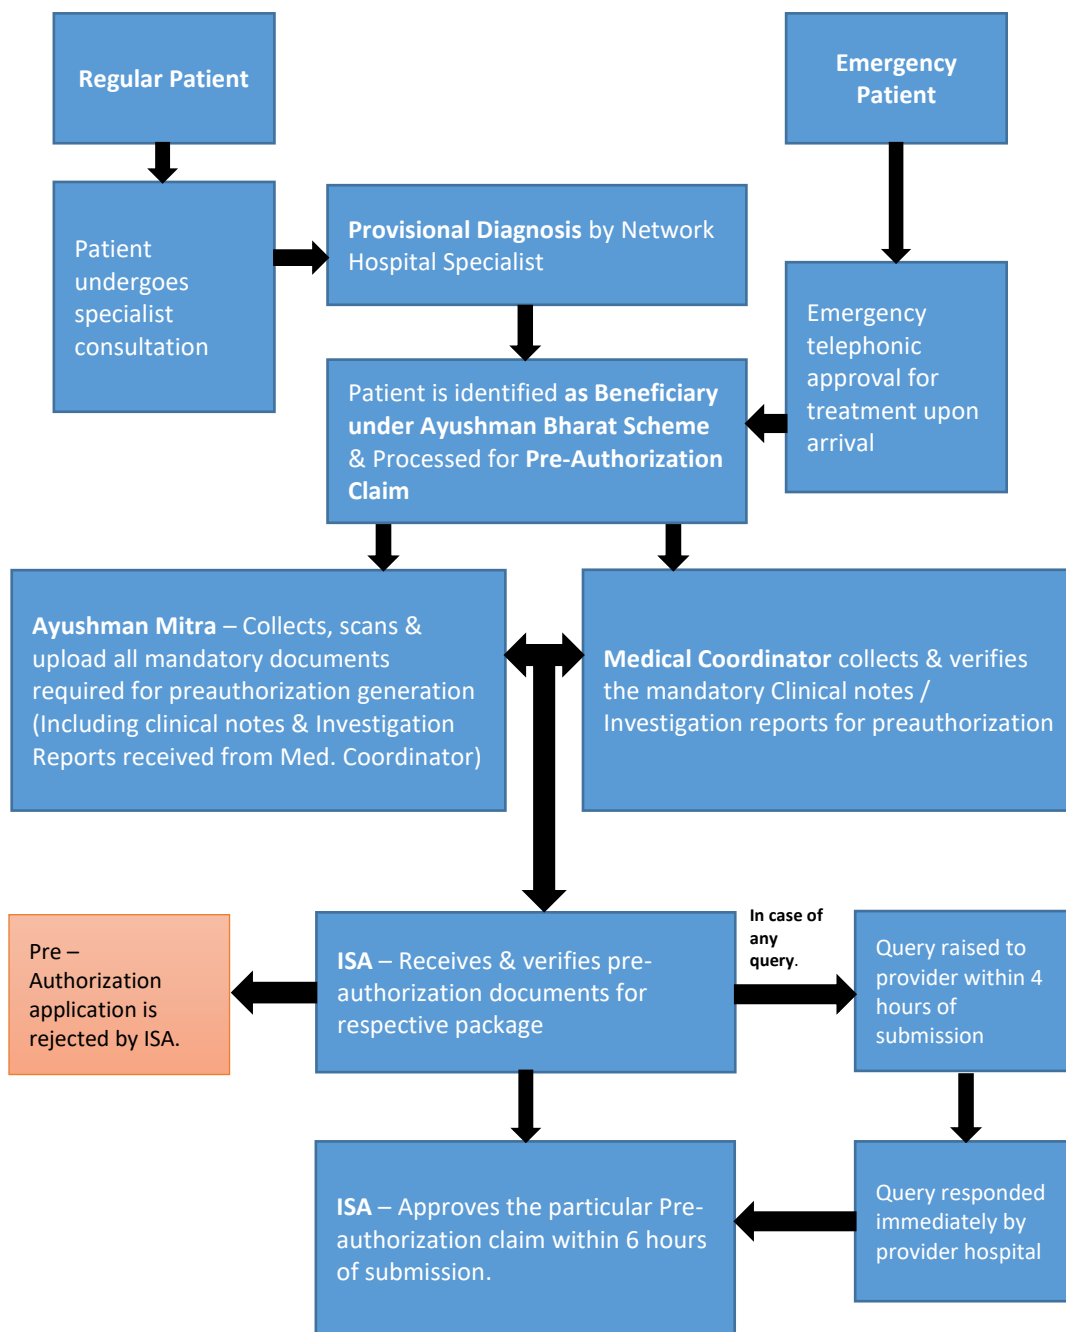 Regular Patient
Emergency
Patient
Patient
undergoes
specialist
consultation
Provisional Diagnosis by Network
Hospital Specialist
Emergency
telephonic
approval for
treatment upon
arrival
Patient is identified as Beneficiary
under Ayushman Bharat Scheme
& Processed for Pre-Authorization
Claim
Ayushman Mitra – Collects, scans &
upload all mandatory documents
required for preauthorization generation
(Including clinical notes & Investigation
Reports received from Med. Coordinator)
Medical Coordinator collects & verifies
the mandatory Clinical notes /
Investigation reports for preauthorization
Pre –
Authorization
application is
rejected by ISA.
ISA – Receives & verifies pre-
authorization documents for
respective package
In case of
any
query.
Query raised to
provider within 4
hours of
submission
ISA – Approves the particular Pre-
authorization claim within 6 hours
of submission.
Query responded
immediately by
provider hospital